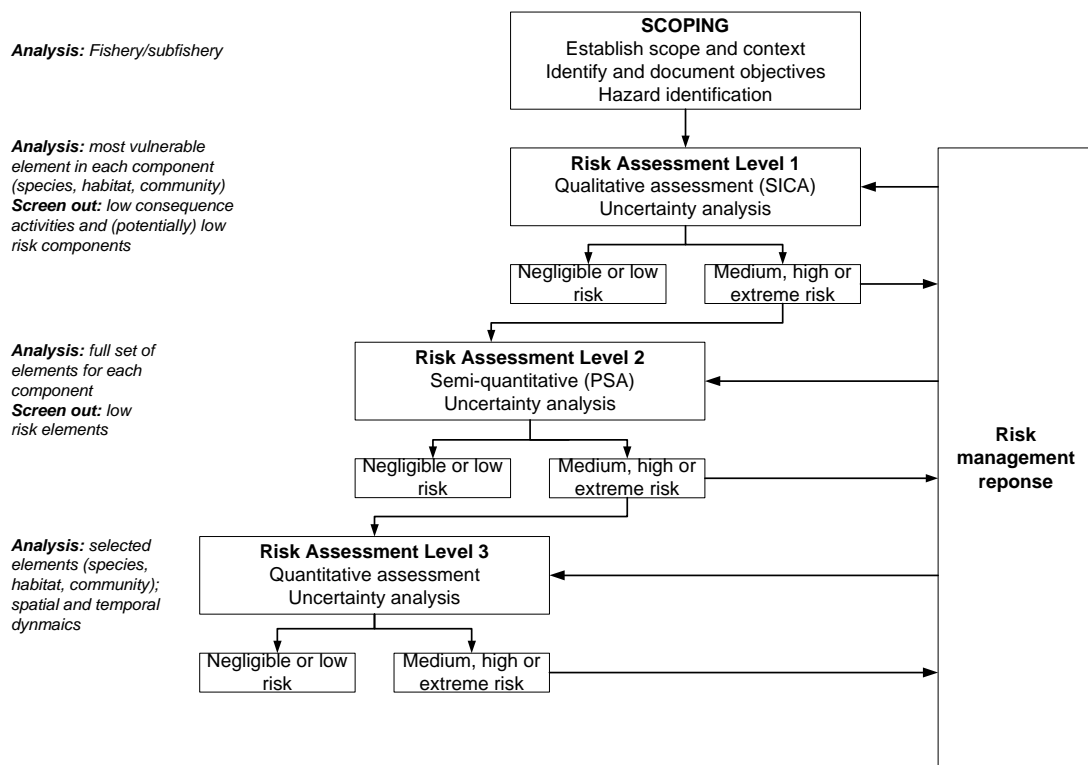 SCOPING
Establish scope and context
Identify and document objectives
Hazard identification
Analysis: Fishery/subfishery
Analysis: most vulnerable
element in each component
(species, habitat, community)
Screen out: low consequence
activities and (potentially) low
risk components
Risk Assessment Level 1
Qualitative assessment (SICA)
Uncertainty analysis
Negligible or low
risk
Medium, high or
extreme risk
Analysis: full set of
elements for each
component
Screen out: low
risk elements
Risk Assessment Level 2
Semi-quantitative (PSA)
Uncertainty analysis
Negligible or low
risk
Medium, high or
extreme risk
Risk
management
reponse
Analysis: selected
elements (species,
habitat, community);
spatial and temporal
dynmaics
Risk Assessment Level 3
Quantitative assessment
Uncertainty analysis
Negligible or low
risk
Medium, high or
extreme risk